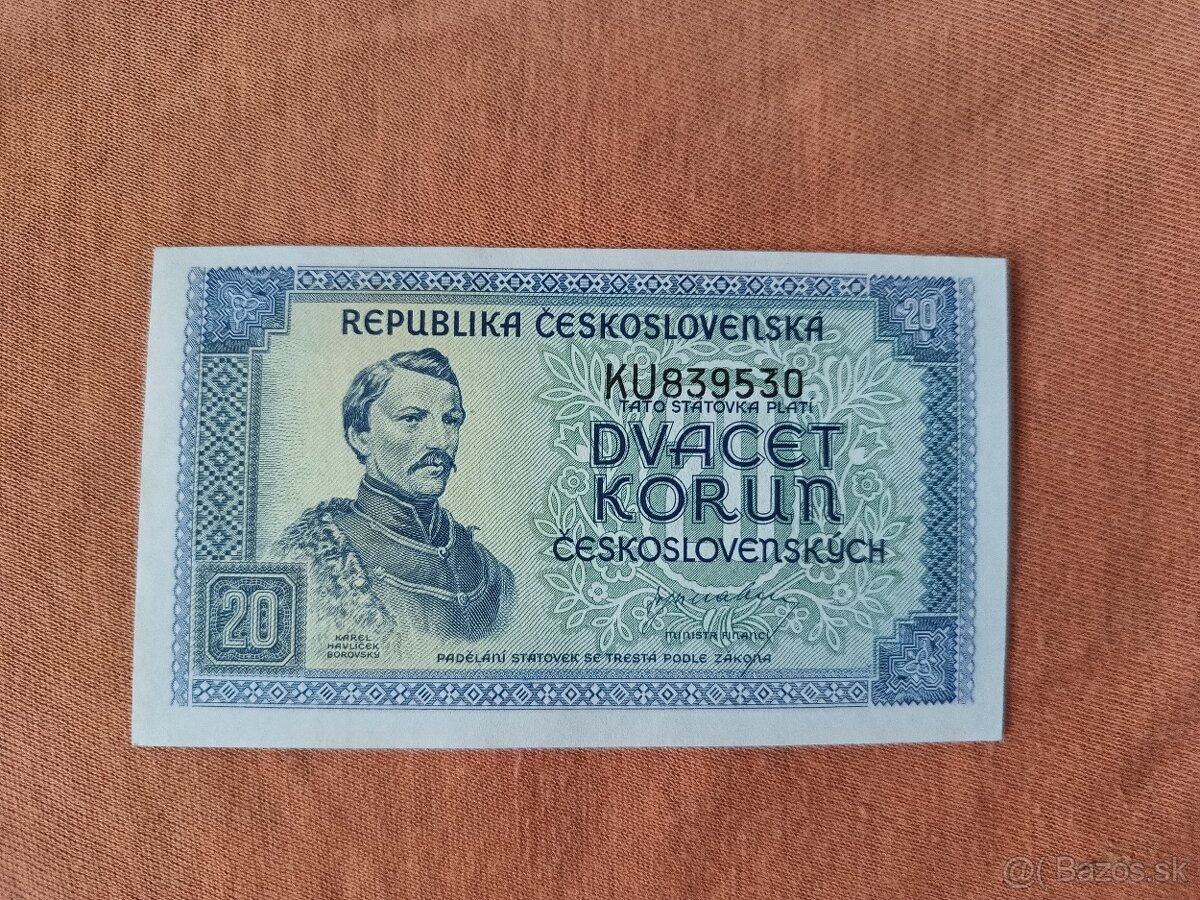 REPUBLIKA ČESKOSLOVENSKÁ
20
KU839530
TATO STÁTOVKA PLATÍ
DVACET
KORUN
ČESKOSLOVENSKÝCH
20
KAREL
HAVLÍČEK
BOROVSKÝ
MINISTR FINANCÍ
PADĚLÁNÍ STÁTOVEK SE TRESTÁ PODLE ZÁKONA
@( Bazos.sk